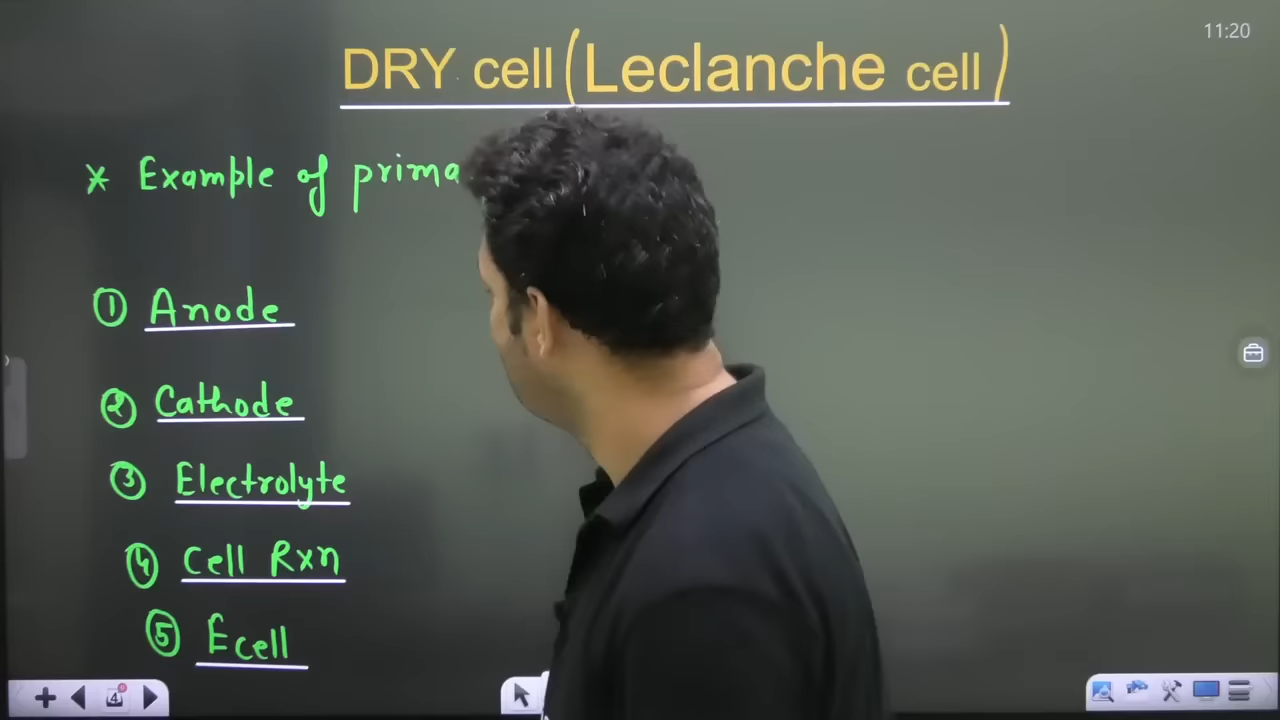 11:20
DRY cell (Leclanche cell)
* Example of prima
① Anode
② Cathode
③ Electrolyte
④ Cell Rxn
⑤ Ecell
4